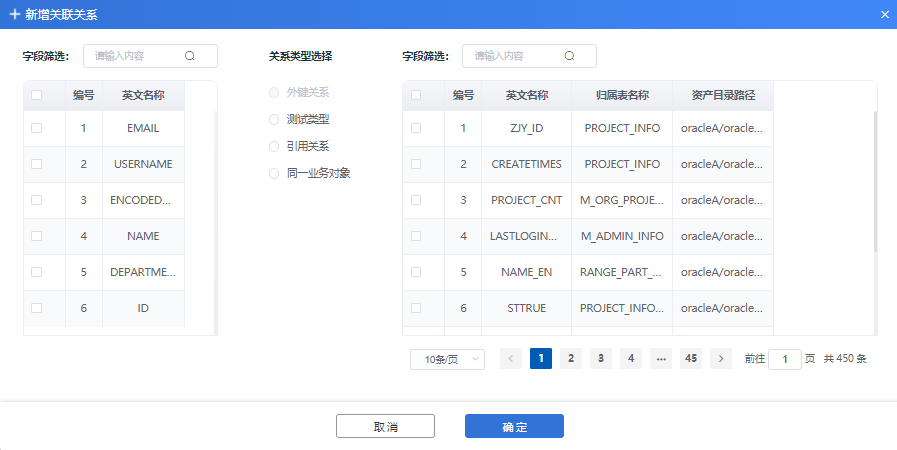 新增关联关系
字段筛选： 请输入内容
关系类型选择
字段筛选： 请输入内容
编号 英文名称
1 EMAIL
2 USERNAME
3 ENCODED...
4 NAME
5 DEPARTME...
6 ID
外键关系
测试类型
引用关系
同一业务对象
编号 英文名称 归属表名称 资产目录路径
1 ZJY_ID PROJECT_INFO oracleA/oracle...
2 CREATETIMES PROJECT_INFO oracleA/oracle...
3 PROJECT_CNT M_ORG_PROJE... oracleA/oracle...
4 LASTLOGIN... M_ADMIN_INFO oracleA/oracle...
5 NAME_EN RANGE_PART_... oracleA/oracle...
6 STTRUE PROJECT_INFO... oracleA/oracle...
10条/页 < 1 2 3 4 ... 45 > 前往 1 页 共 450 条
取消 确定